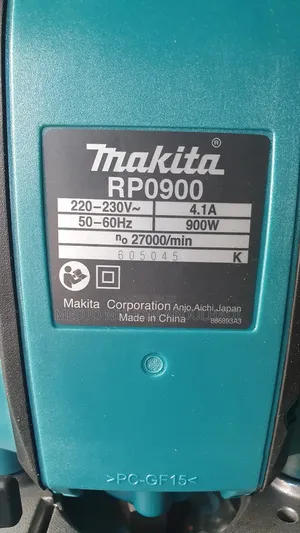 makita®
RP0900
220-230V~ 4.1A
50-60Hz 900W
n₀ 27000/min
605045 K
Makita Corporation Anjo, Aichi, Japan
Made in China
>PC-GF15<